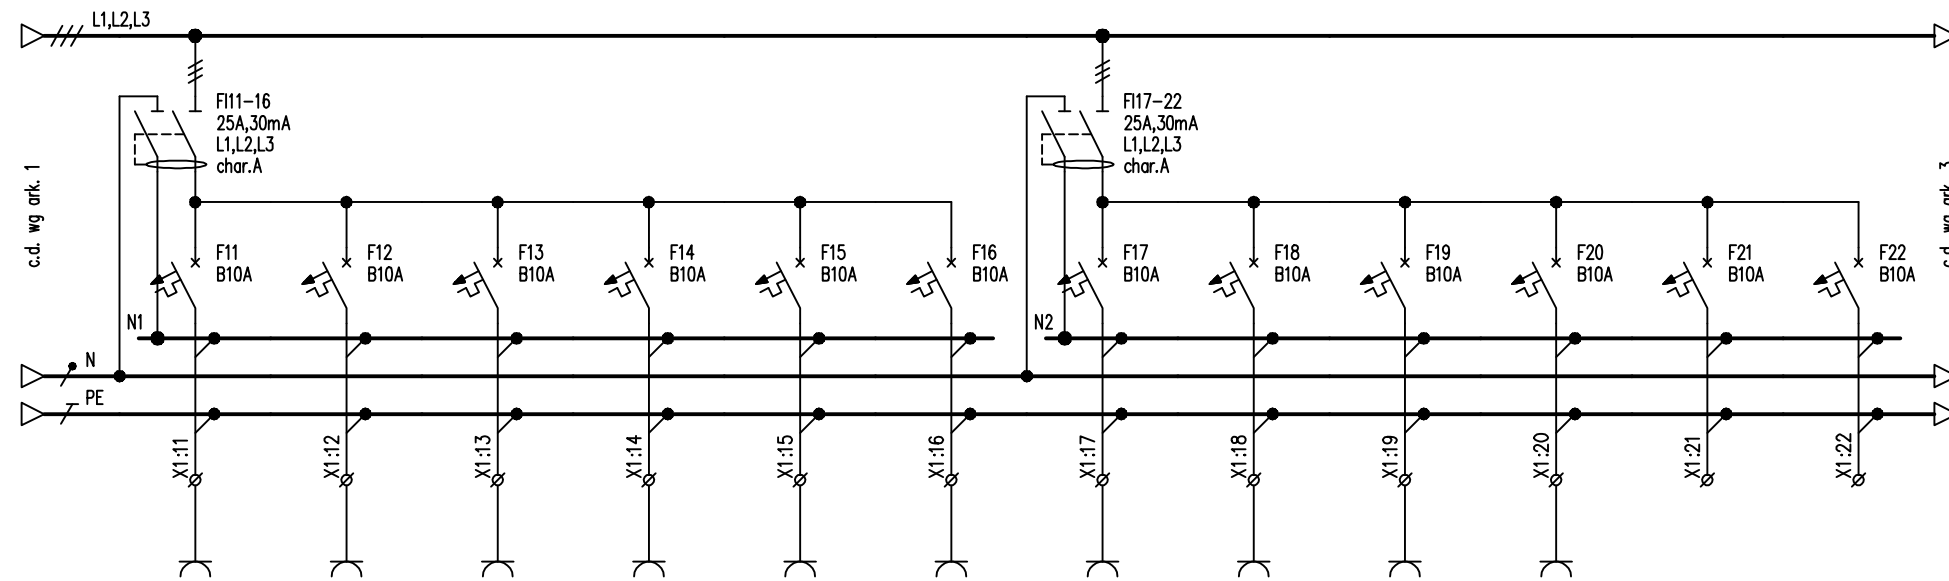 L1,L2,L3
FI11-16
25A,30mA
L1,L2,L3
char.A
FI17-22
25A,30mA
L1,L2,L3
char.A
c.d. wg ark. 1
c.d. wg ark. 3
F11
B10A
F12
B10A
F13
B10A
F14
B10A
F15
B10A
F16
B10A
F17
B10A
F18
B10A
F19
B10A
F20
B10A
F21
B10A
F22
B10A
N1
N2
N
PE
X1:11
X1:12
X1:13
X1:14
X1:15
X1:16
X1:17
X1:18
X1:19
X1:20
X1:21
X1:22